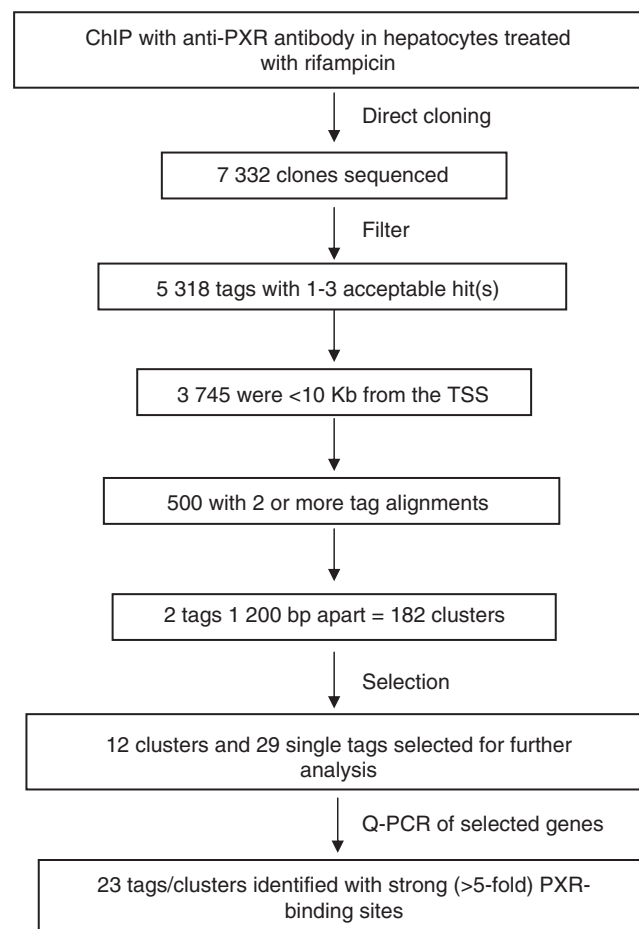 ChIP with anti-PXR antibody in hepatocytes treated
with rifampicin
Direct cloning
7 332 clones sequenced
Filter
5 318 tags with 1-3 acceptable hit(s)
3 745 were <10 Kb from the TSS
500 with 2 or more tag alignments
2 tags 1 200 bp apart = 182 clusters
Selection
12 clusters and 29 single tags selected for further
analysis
Q-PCR of selected genes
23 tags/clusters identified with strong (>5-fold) PXR-
binding sites